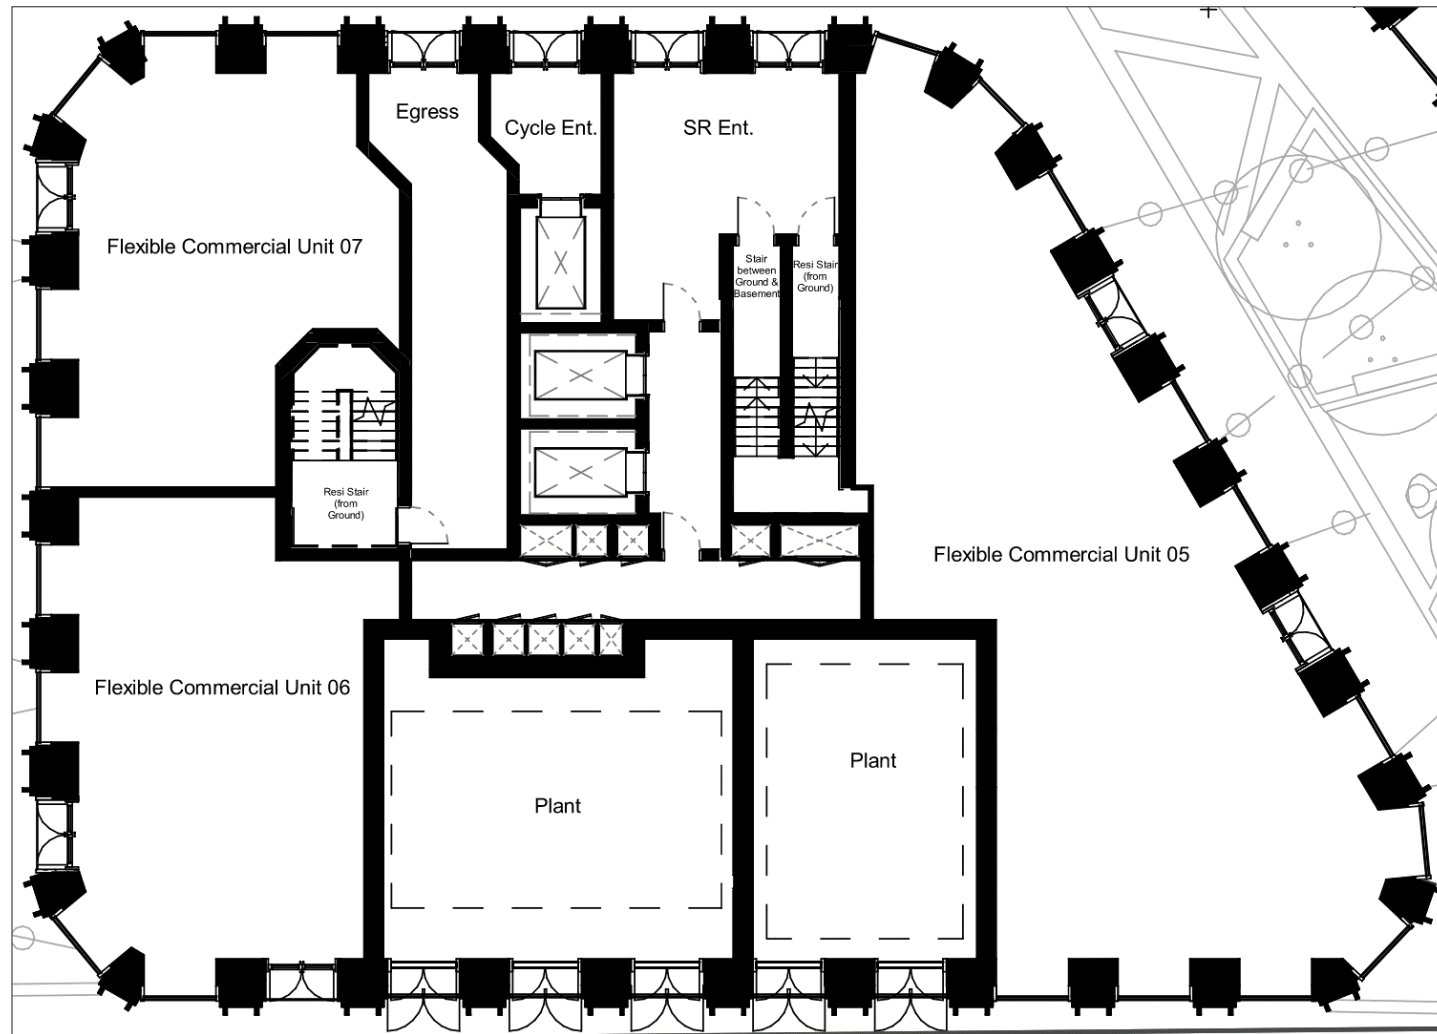 Egress
Cycle Ent.
SR Ent.
Flexible Commercial Unit 07
Stair
between
Ground &
Basement
Resi Stair
(from
Ground)
Resi Stair
(from
Ground)
Flexible Commercial Unit 05
Flexible Commercial Unit 06
Plant
Plant